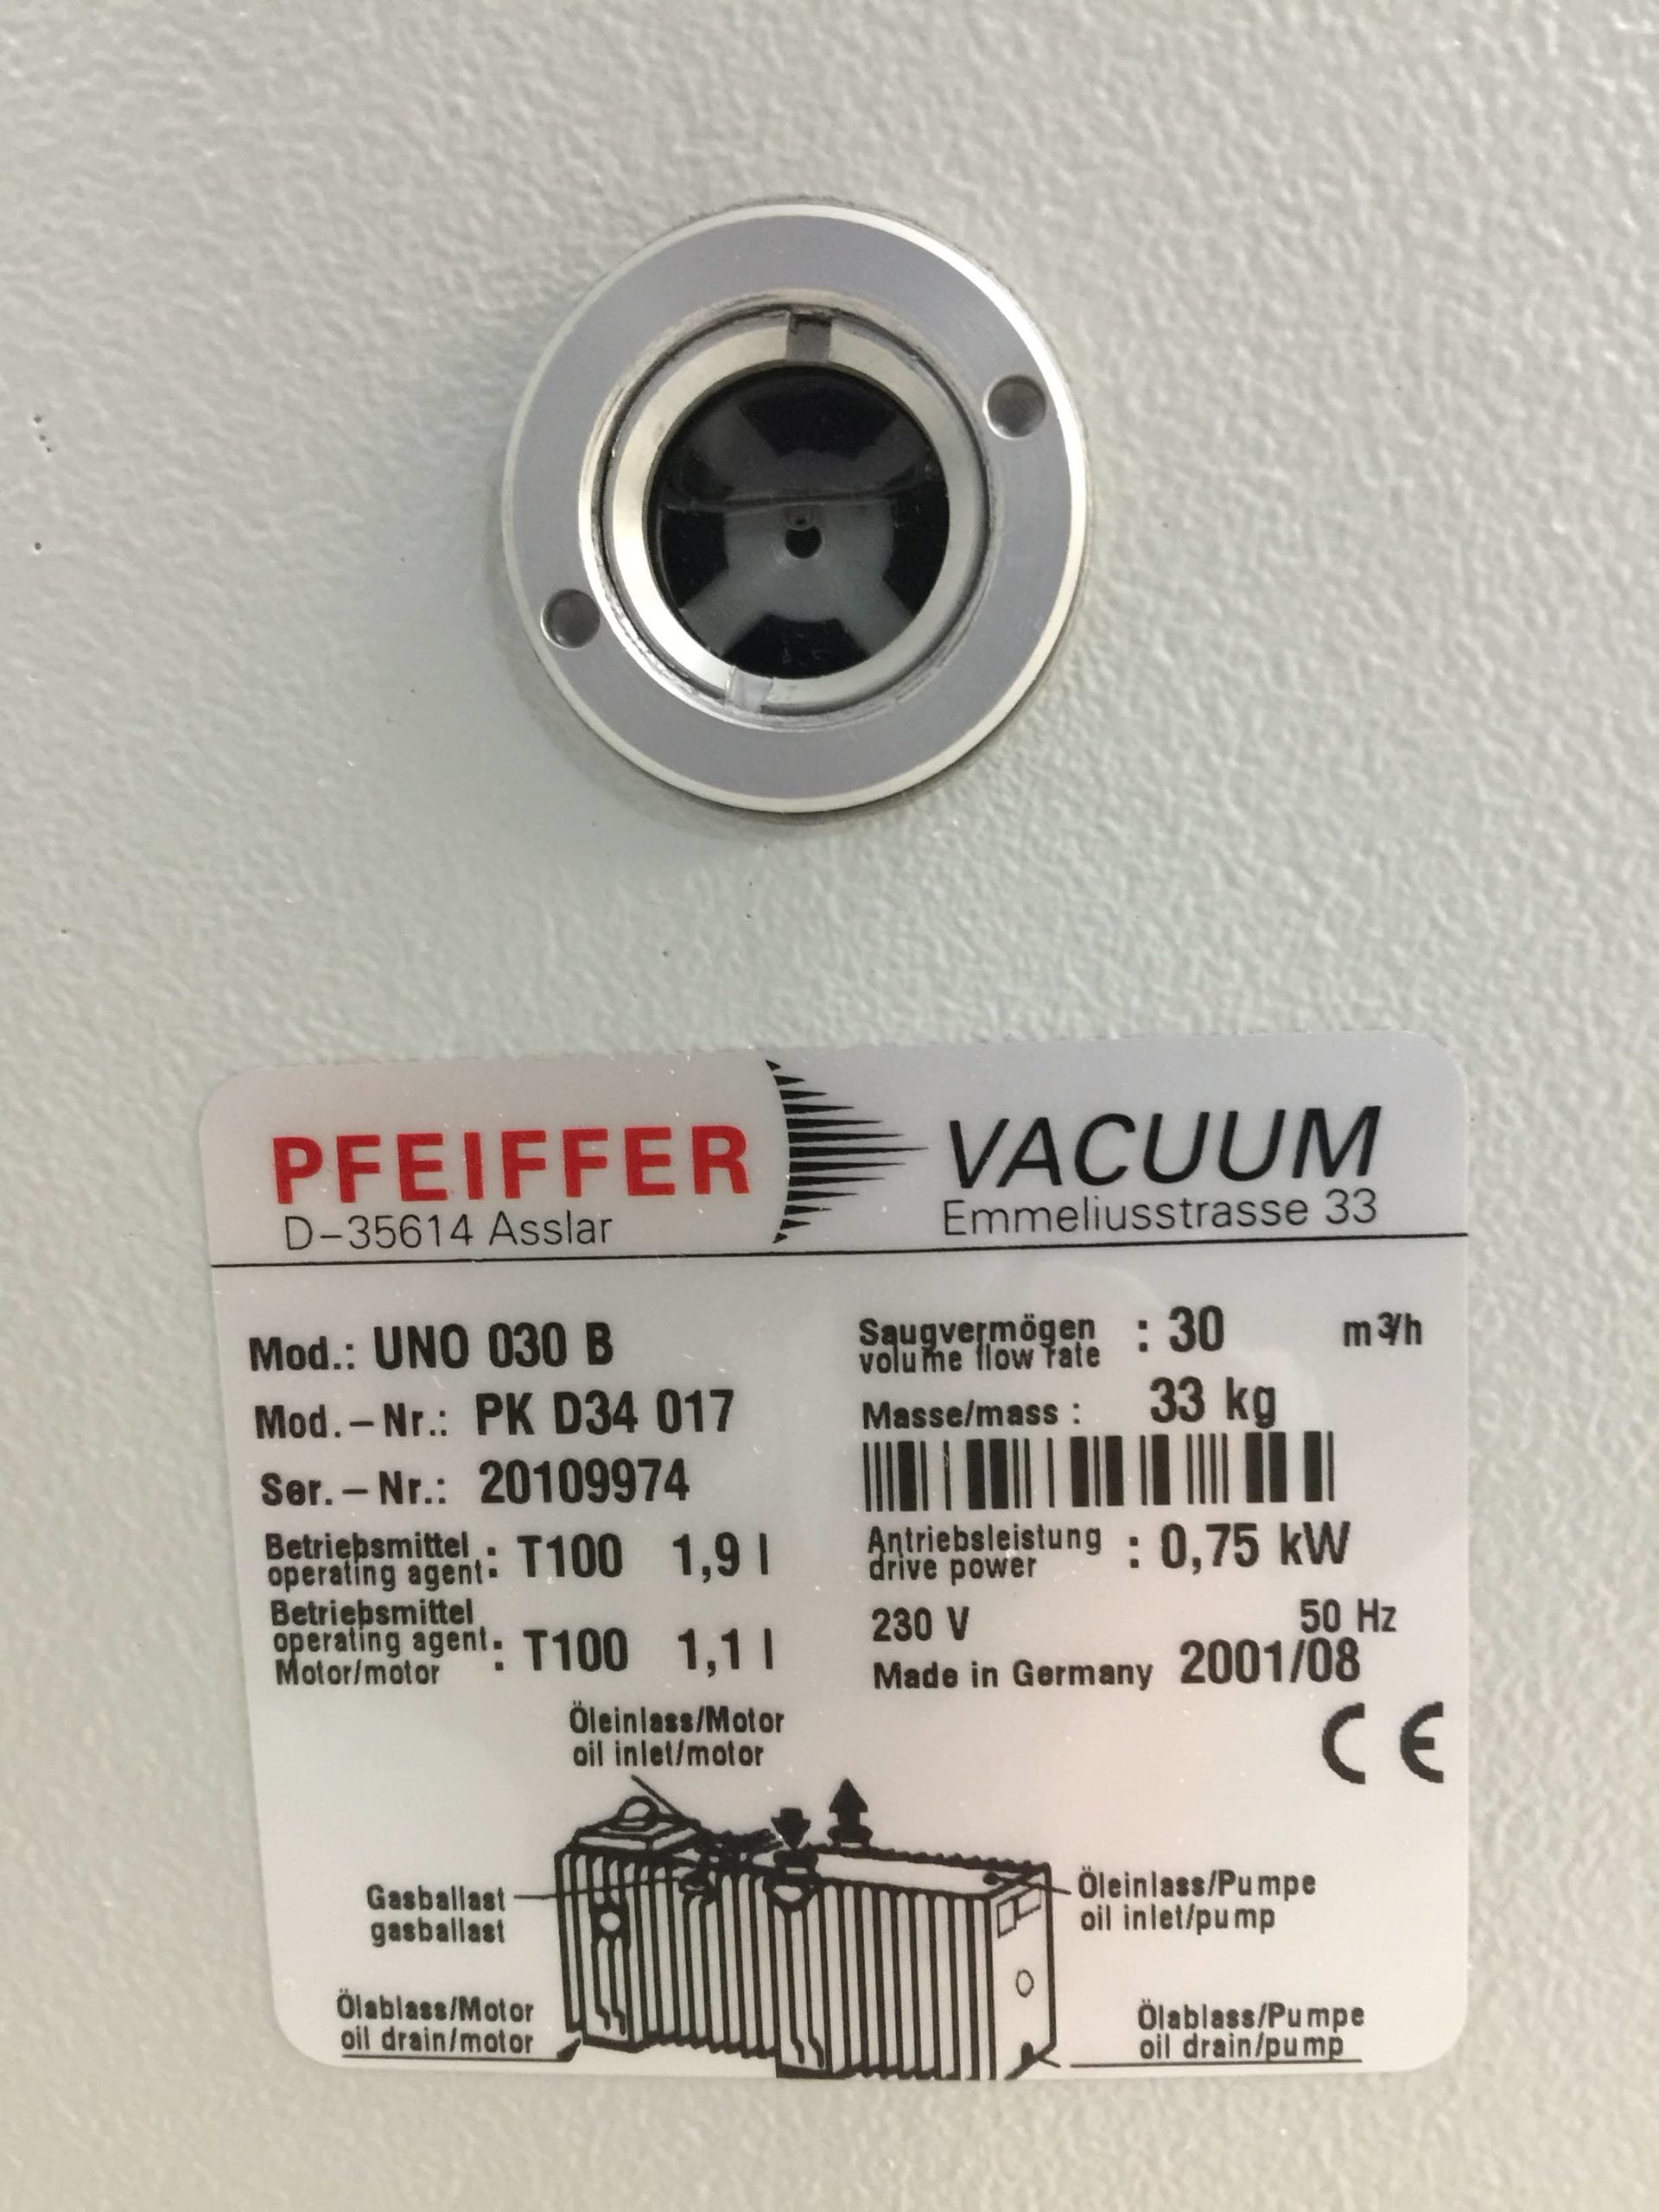 PFEIFFER VACUUM
D-35614 Asslar Emmeliusstrasse 33
Mod.: UNO 030 B
Mod.-Nr.: PK D34 017
Ser.-Nr.: 20109974
Betriebsmittel
operating agent: T100 1,9 l
Betriebsmittel
operating agent
Motor/motor : T100 1,1 l
Saugvermögen
volume flow rate : 30 m³/h
Masse/mass : 33 kg
Antriebsleistung
drive power : 0,75 kW
230 V 50 Hz
Made in Germany 2001/08
CE
Öleinlass/Motor
oil inlet/motor
Gasballast
gasballast
Öleinlass/Pumpe
oil inlet/pump
Ölablass/Motor
oil drain/motor
Ölablass/Pumpe
oil drain/pump